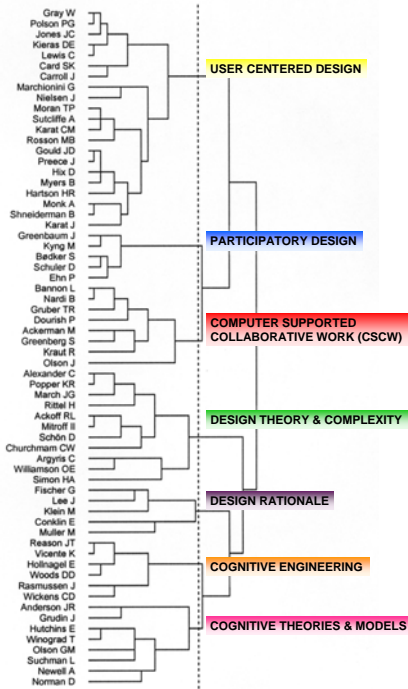 Gray W
Polson PG
Jones JC
Kieras DE
Lewis C
Card SK
Carroll J
USER CENTERED DESIGN
Marchionini G
Nielsen J
Moran TP
Sutcliffe A
Karat CM
Rosson MB
Gould JD
Preece J
Hix D
Myers B
Hartson HR
Monk A
Shneiderman B
Karat J
Greenbaum J
PARTICIPATORY DESIGN
Kyng M
Bødker S
Schuler D
Ehn P
Bannon L
Nardi B
Gruber TR
Dourish P
COMPUTER SUPPORTED
COLLABORATIVE WORK (CSCW)
Ackerman M
Greenberg S
Kraut R
Olson J
Alexander C
Popper KR
March JG
Rittel H
DESIGN THEORY & COMPLEXITY
Ackoff RL
Mitroff II
Schön D
Churchmam CW
Argyris C
Williamson OE
Simon HA
Fischer G
Lee J
DESIGN RATIONALE
Klein M
Conklin E
Muller M
Reason JT
Vicente K
Hollnagel E
COGNITIVE ENGINEERING
Woods DD
Rasmussen J
Wickens CD
Anderson JR
Grudin J
COGNITIVE THEORIES & MODELS
Hutchins E
Winograd T
Olson GM
Suchman L
Newell A
Norman D